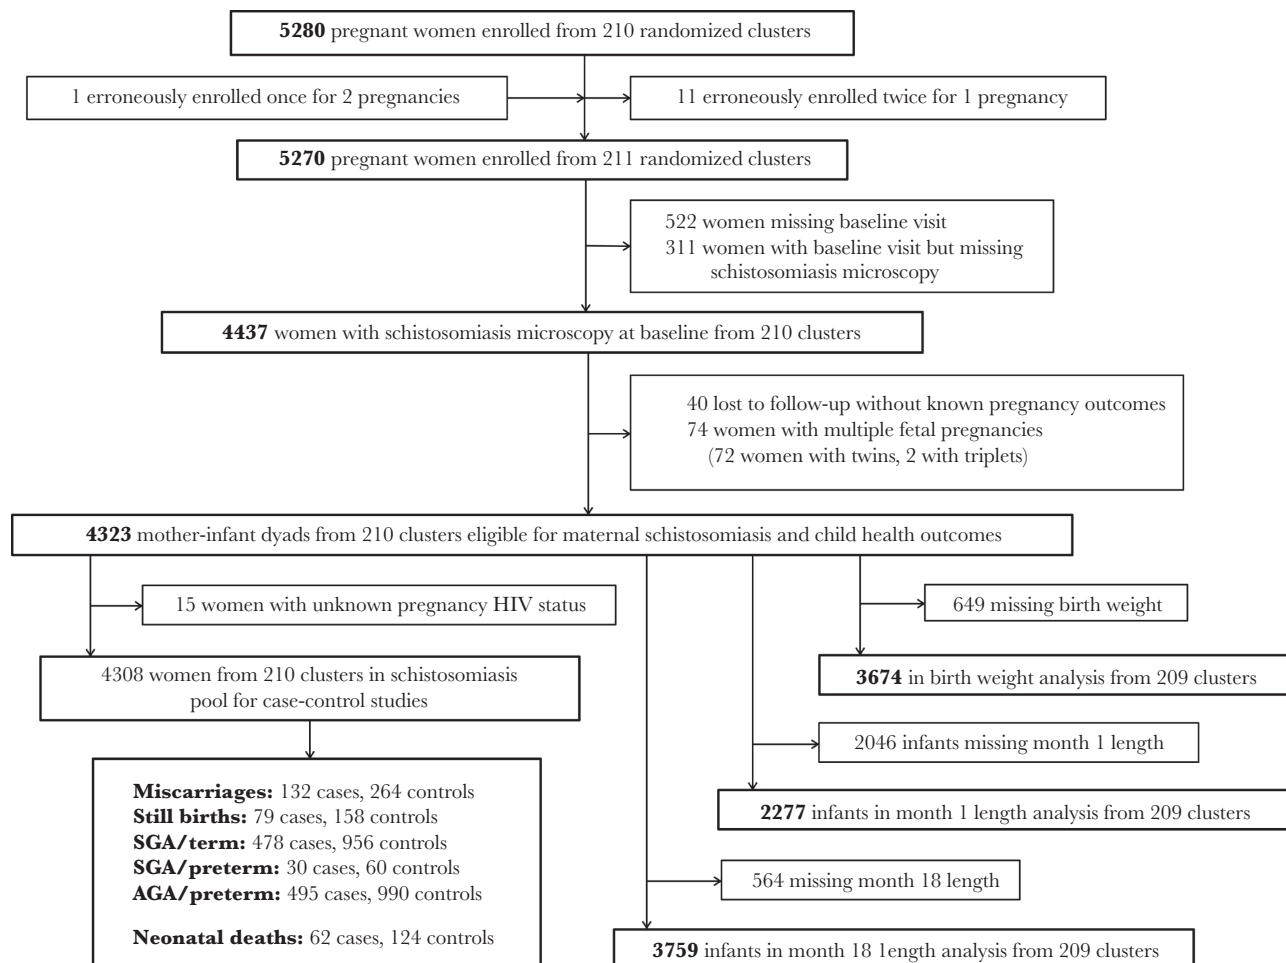 5280 pregnant women enrolled from 210 randomized clusters
1 erroneously enrolled once for 2 pregnancies
11 erroneously enrolled twice for 1 pregnancy
5270 pregnant women enrolled from 211 randomized clusters
522 women missing baseline visit
311 women with baseline visit but missing
schistosomiasis microscopy
4437 women with schistosomiasis microscopy at baseline from 210 clusters
40 lost to follow-up without known pregnancy outcomes
74 women with multiple fetal pregnancies
(72 women with twins, 2 with triplets)
4323 mother-infant dyads from 210 clusters eligible for maternal schistosomiasis and child health outcomes
15 women with unknown pregnancy HIV status
649 missing birth weight
4308 women from 210 clusters in schistosomiasis
pool for case-control studies
3674 in birth weight analysis from 209 clusters
2046 infants missing month 1 length
Miscarriages: 132 cases, 264 controls
Still births: 79 cases, 158 controls
SGA/term: 478 cases, 956 controls
SGA/preterm: 30 cases, 60 controls
AGA/preterm: 495 cases, 990 controls
Neonatal deaths: 62 cases, 124 controls
2277 infants in month 1 length analysis from 209 clusters
564 missing month 18 length
3759 infants in month 18 length analysis from 209 clusters